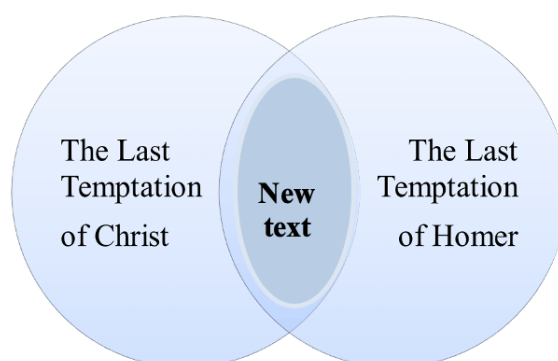 The Last
Temptation
of Christ
New
text
The Last
Temptation
of Homer